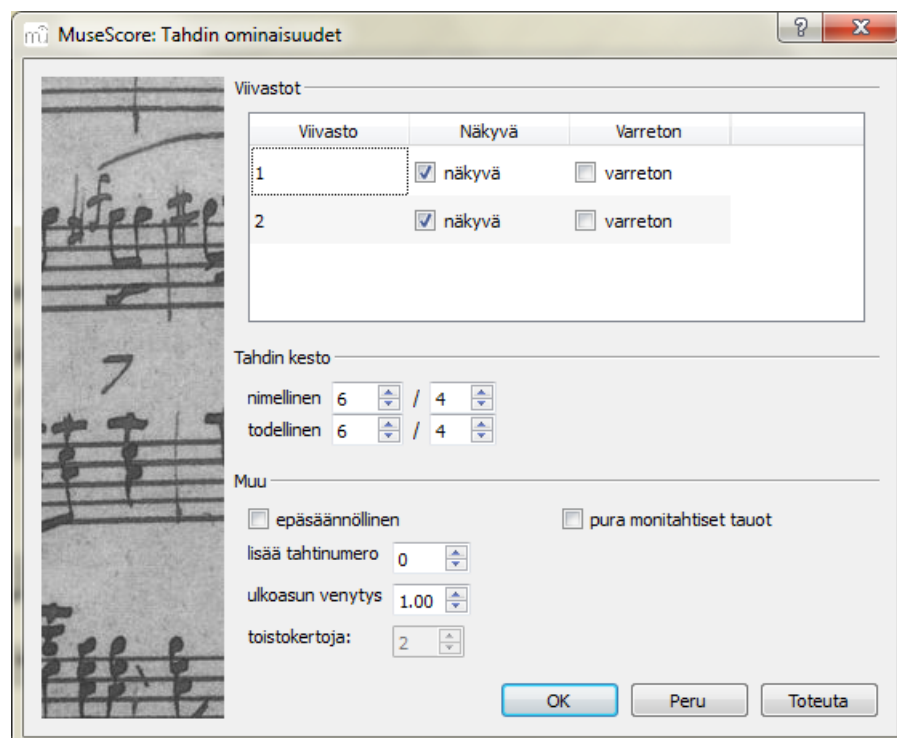 MuseScore: Tahdin ominaisuudet
Viivastot
Viivasto Näkyvä Varreton
1 näkyvä varreton
2 näkyvä varreton
7
Tahdin kesto
nimellinen 6 / 4
todellinen 6 / 4
Muu
epäsäännöllinen pura monitahtiset tauot
lisää tahtinumero 0
ulkoasun venytys 1.00
toistokertoja: 2
OK Peru Toteuta